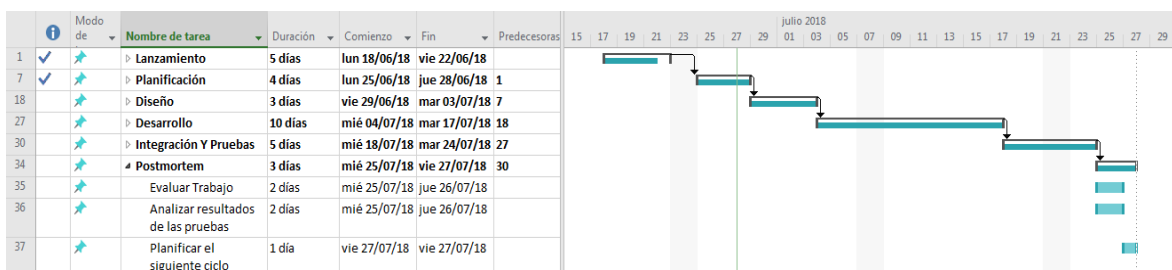 julio 2018
Modo de Nombre de tarea Duración Comienzo Fin Predecesoras 15 17 19 21 23 25 27 29 01 03 05 07 09 11 13 15 17 19 21 23 25 27 29
1 Lanzamiento 5 días lun 18/06/18 vie 22/06/18
7 Planificación 4 días lun 25/06/18 jue 28/06/18 1
18 Diseño 3 días vie 29/06/18 mar 03/07/18 7
27 Desarrollo 10 días mié 04/07/18 mar 17/07/18 18
30 Integración Y Pruebas 5 días mié 18/07/18 mar 24/07/18 27
34 Postmortem 3 días mié 25/07/18 vie 27/07/18 30
35 Evaluar Trabajo 2 días mié 25/07/18 jue 26/07/18
36 Analizar resultados 2 días mié 25/07/18 jue 26/07/18
de las pruebas
37 Planificar el 1 día vie 27/07/18 vie 27/07/18
siguiente ciclo